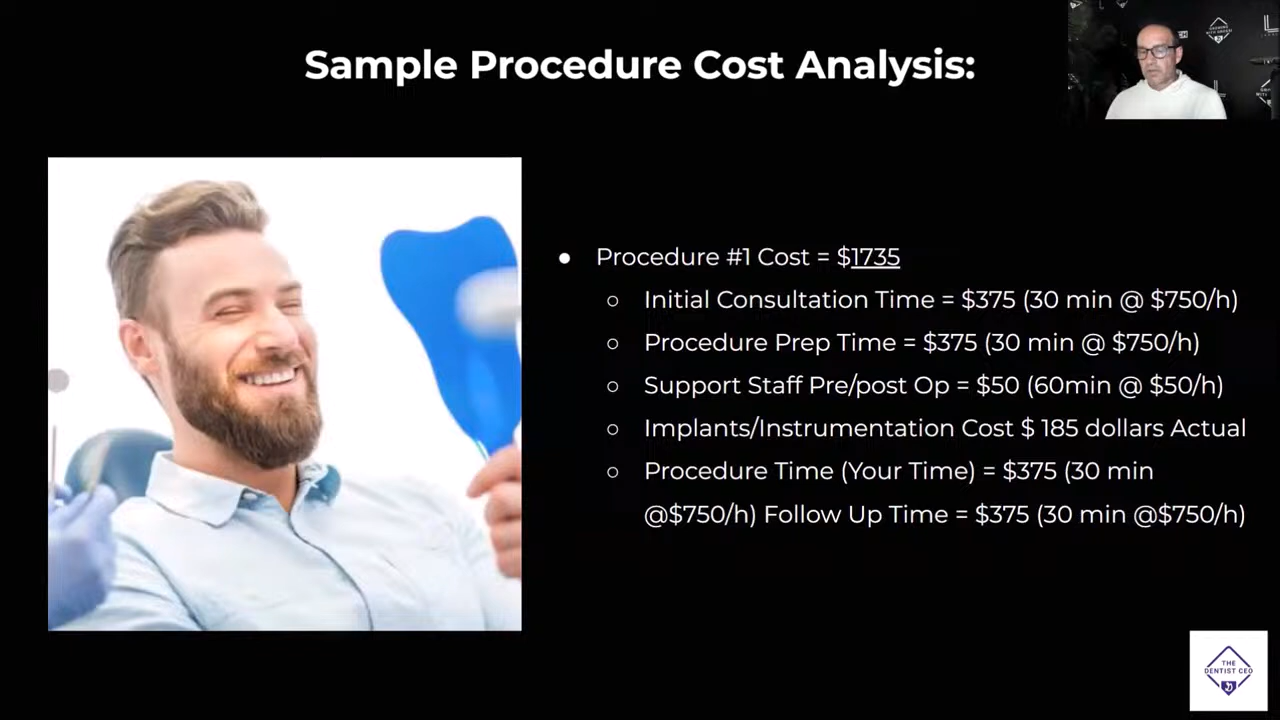 Sample Procedure Cost Analysis:
● Procedure #1 Cost = $1735
○ Initial Consultation Time = $375 (30 min @ $750/h)
○ Procedure Prep Time = $375 (30 min @ $750/h)
○ Support Staff Pre/post Op = $50 (60min @ $50/h)
○ Implants/Instrumentation Cost $ 185 dollars Actual
○ Procedure Time (Your Time) = $375 (30 min
@$750/h) Follow Up Time = $375 (30 min @$750/h)
THE
DENTIST CEO